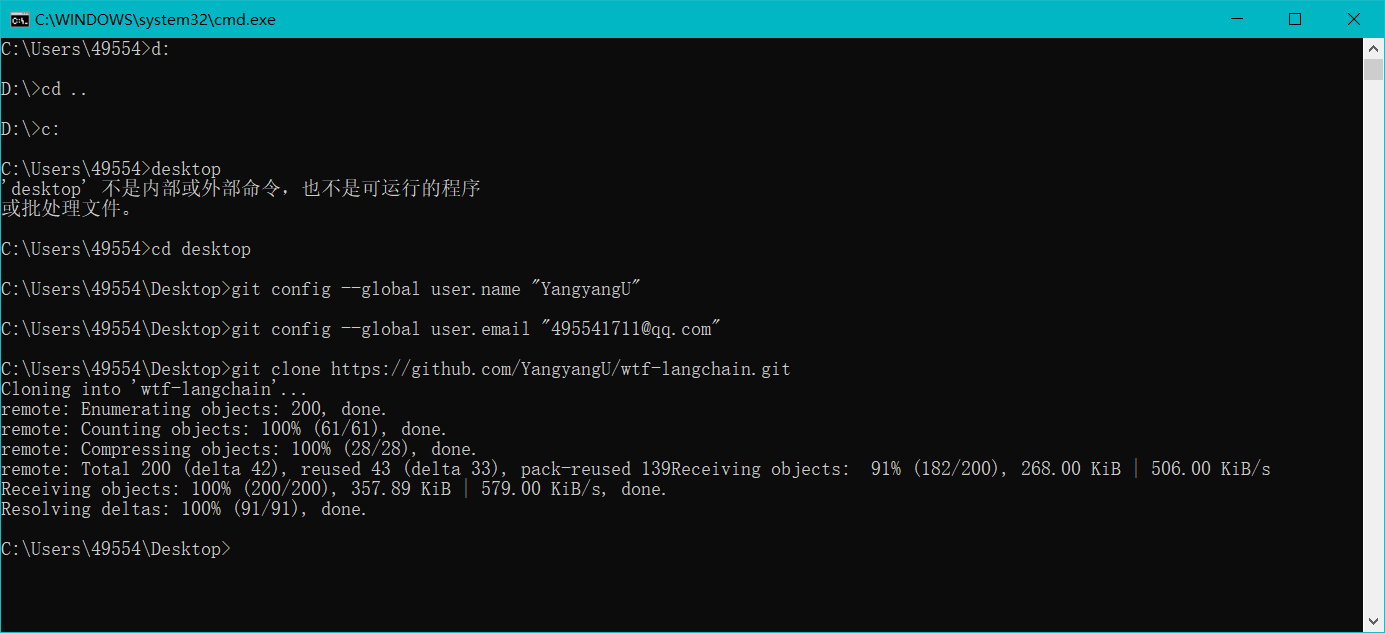 C:\WINDOWS\system32\cmd.exe
C:\Users\49554>d:
D:\>cd ..
D:\>c:
C:\Users\49554>desktop
'desktop' 不是内部或外部命令，也不是可运行的程序
或批处理文件。
C:\Users\49554>cd desktop
C:\Users\49554\Desktop>git config --global user.name "YangyangU"
C:\Users\49554\Desktop>git config --global user.email "495541711@qq.com"
C:\Users\49554\Desktop>git clone https://github.com/YangyangU/wtf-langchain.git
Cloning into 'wtf-langchain'...
remote: Enumerating objects: 200, done.
remote: Counting objects: 100% (61/61), done.
remote: Compressing objects: 100% (28/28), done.
remote: Total 200 (delta 42), reused 43 (delta 33), pack-reused 139Receiving objects:  91% (182/200), 268.00 KiB | 506.00 KiB/s
Receiving objects: 100% (200/200), 357.89 KiB | 579.00 KiB/s, done.
Resolving deltas: 100% (91/91), done.
C:\Users\49554\Desktop>